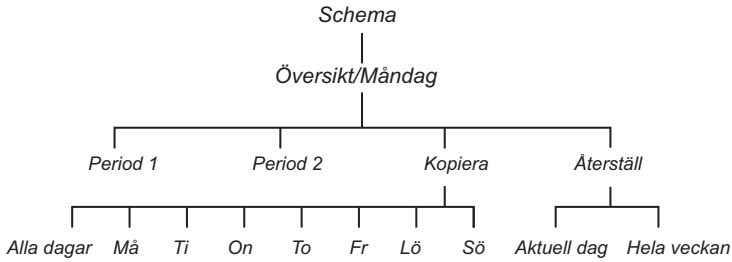 Schema
Översikt/Måndag
Period 1 Period 2 Kopiera Återställ
Alla dagar Må Ti On To Fr Lö Sö Aktuell dag Hela veckan